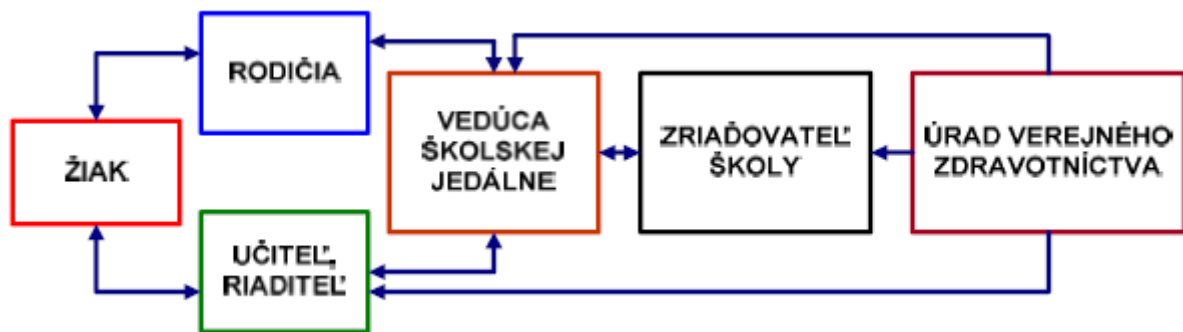 RODIČIA
ŽIAK
UČITEĽ,
RIADITEĽ
VEDÚCA
ŠKOLSKEJ
JEDÁLNE
ZRIAĎOVATEĽ
ŠKOLY
ÚRAD VEREJNÉHO
ZDRAVOTNÍCTVA